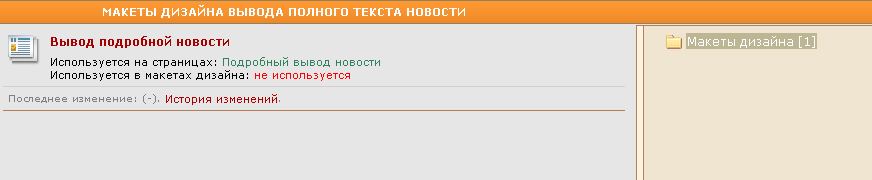 МАКЕТЫ ДИЗАЙНА ВЫВОДА ПОЛНОГО ТЕКСТА НОВОСТИ
Вывод подробной новости
Используется на страницах: Подробный вывод новости
Используется в макетах дизайна: не используется
Последнее изменение: (-). История изменений.
Макеты дизайна [1]